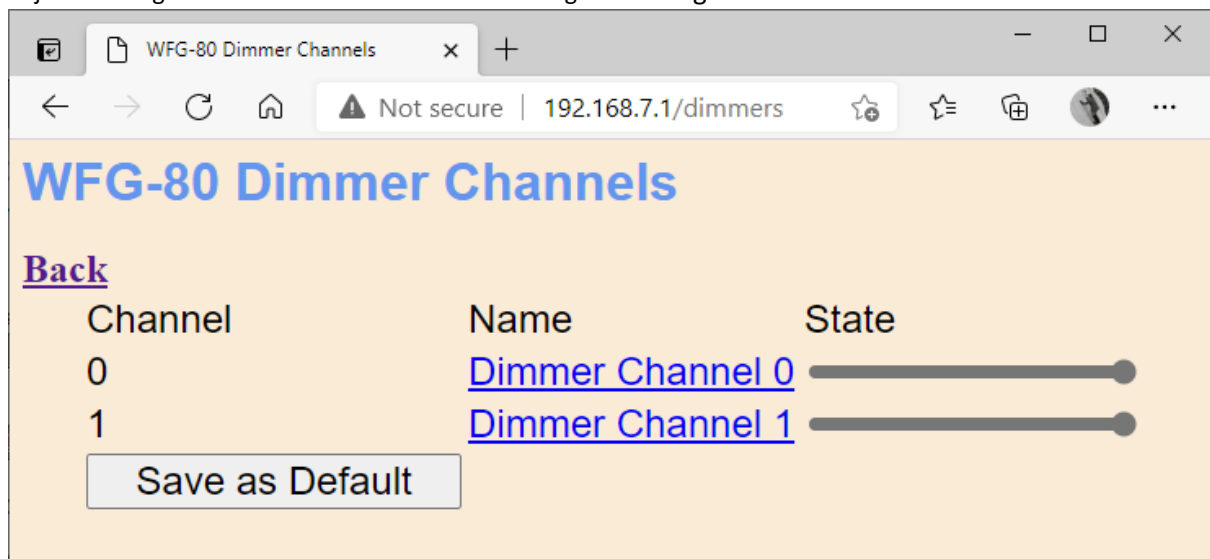 WFG-80 Dimmer Channels
Not secure | 192.168.7.1/dimmers
WFG-80 Dimmer Channels
Back
Channel Name State
0 Dimmer Channel 0
1 Dimmer Channel 1
Save as Default